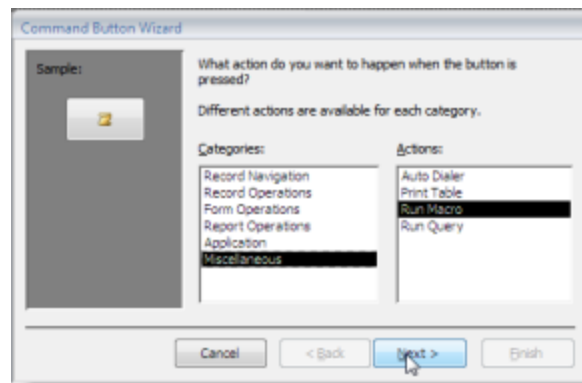 Command Button Wizard
Sample:
What action do you want to happen when the button is
pressed?
Different actions are available for each category.
Categories:
Actions:
Record Navigation
Record Operations
Form Operations
Report Operations
Application
Miscellaneous
Auto Dialer
Print Table
Run Macro
Run Query
Cancel
< Back
Next >
Finish